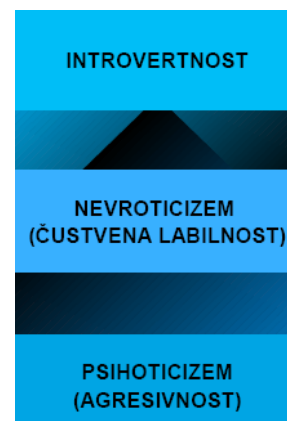 INTROVERTNOST
NEVROTICIZEM
(ČUSTVENA LABILNOST)
PSIHOTICIZEM
(AGRESIVNOST)